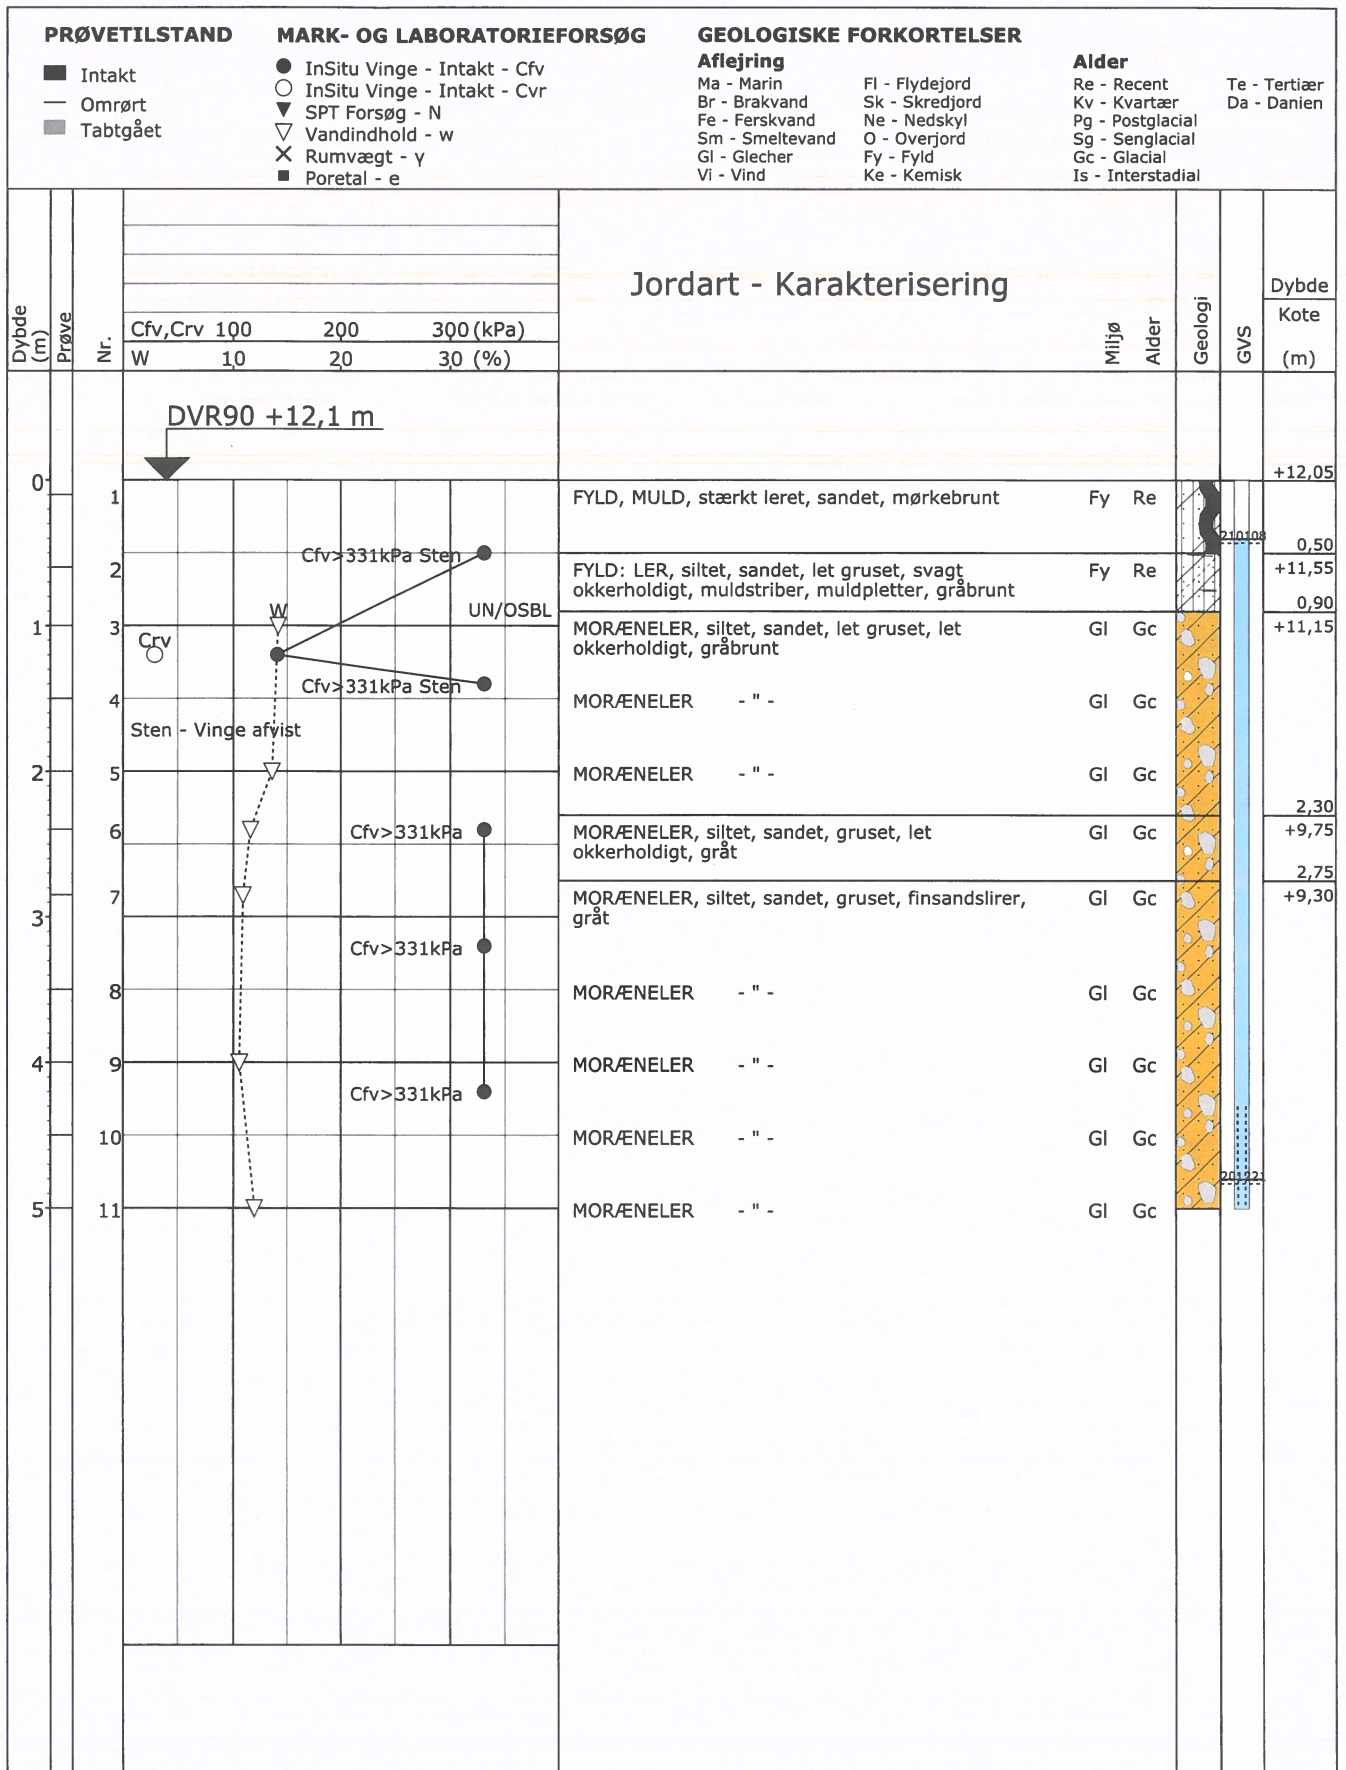 PRØVETILSTAND
Intakt
Omrørt
Tabtgået
MARK- OG LABORATORIEFORSØG
InSitu Vinge - Intakt - Cfv
InSitu Vinge - Intakt - Cvr
SPT Forsøg - N
Vandindhold - w
Rumvægt - γ
Poretal - e
GEOLOGISKE FORKORTELSER
Aflejring
Ma - Marin
Br - Brakvand
Fe - Ferskvand
Sm - Smeltevand
Gl - Glecher
Vi - Vind
Fl - Flydejord
Sk - Skredjord
Ne - Nedskyl
O - Overjord
Fy - Fyld
Ke - Kemisk
Alder
Re - Recent
Kv - Kvartær
Pg - Postglacial
Sg - Senglacial
Gc - Glacial
Is - Interstadial
Te - Tertiær
Da - Danien
Dybde (m)
Prøve
Nr.
Cfv,Crv 100 200 300 (kPa)
W 10 20 30 (%)
Jordart - Karakterisering
Miljø
Alder
Geologi
GVS
Dybde
Kote
(m)
DVR90 +12,1 m
+12,05
0
1 FYLD, MULD, stærkt leret, sandet, mørkebrunt Fy Re
210108
0,50
Cfv>331kPa Sten
2 FYLD: LER, siltet, sandet, let gruset, svagt Fy Re +11,55
okkerholdigt, muldstriber, muldpletter, gråbrunt
0,90
W UN/OSBL
1 3 MORÆNELER, siltet, sandet, let gruset, let Gl Gc +11,15
okkerholdigt, gråbrunt
Crv
Cfv>331kPa Sten
4 MORÆNELER - " - Gl Gc
Sten - Vinge afvist
2 5 MORÆNELER - " - Gl Gc
2,30
6 Cfv>331kPa MORÆNELER, siltet, sandet, gruset, let Gl Gc +9,75
okkerholdigt, gråt
2,75
7 MORÆNELER, siltet, sandet, gruset, finsandslirer, Gl Gc +9,30
gråt
3
Cfv>331kPa
8 MORÆNELER - " - Gl Gc
4 9 MORÆNELER - " - Gl Gc
Cfv>331kPa
10 MORÆNELER - " - Gl Gc
201221
5 11 MORÆNELER - " - Gl Gc